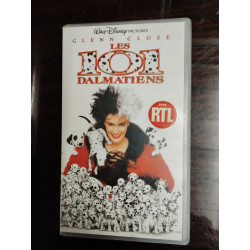 WALT DISNEY PICTURES
GLENN CLOSE
LES
101
DALMATIENS
RTL